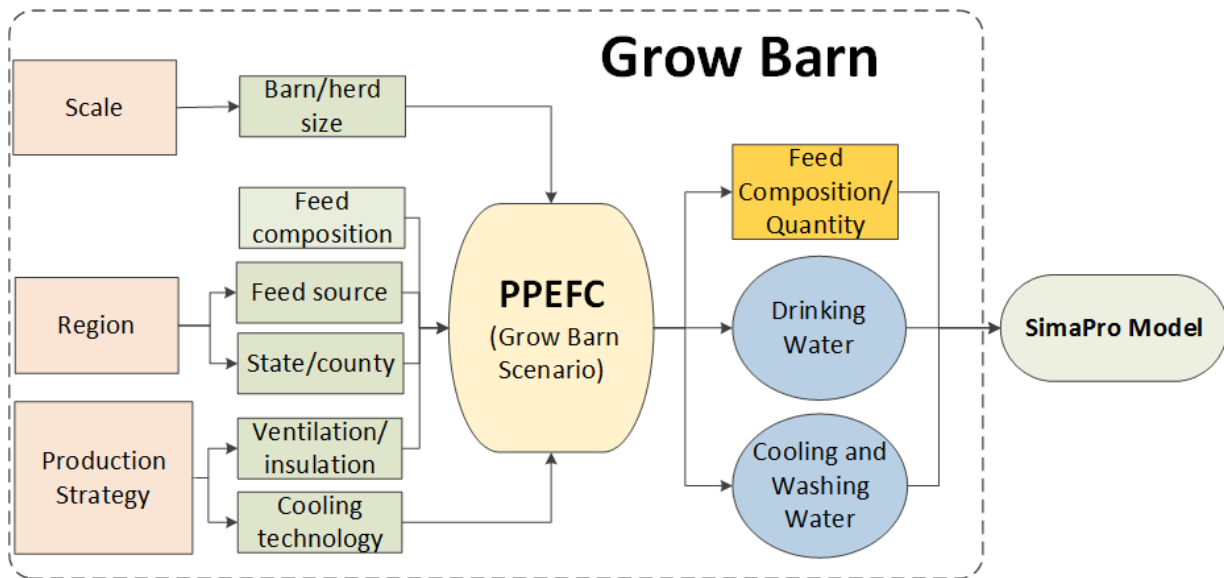 Grow Barn
Scale
Barn/herd
size
Feed
composition
Region
Feed source
State/county
Production
Strategy
Ventilation/
insulation
Cooling
technology
PPEFC
(Grow Barn
Scenario)
Feed
Composition/
Quantity
Drinking
Water
Cooling and
Washing
Water
SimaPro Model